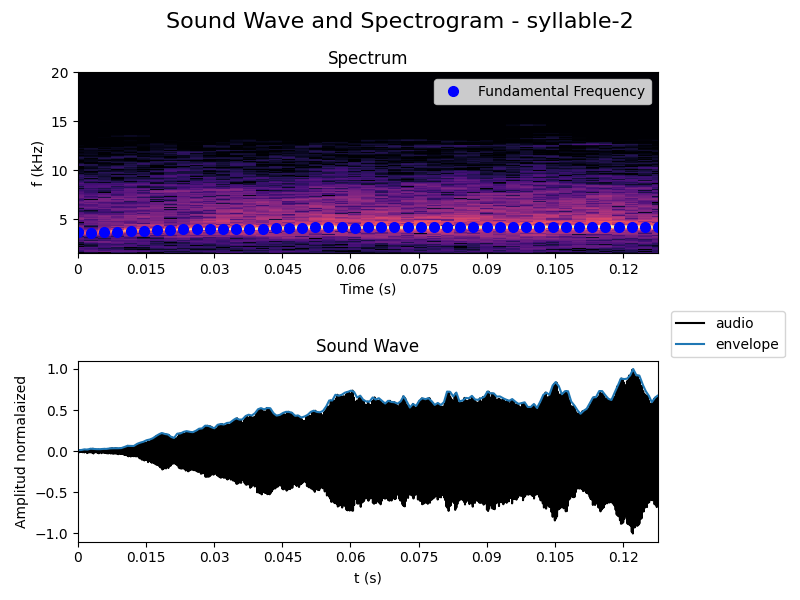 Sound Wave and Spectrogram - syllable-2
Spectrum
20
15
10
5
f (kHz)
Fundamental Frequency
0 0.015 0.03 0.045 0.06 0.075 0.09 0.105 0.12
Time (s)
audio
envelope
Sound Wave
1.0
0.5
0.0
−0.5
−1.0
Amplitud normalaized
0 0.015 0.03 0.045 0.06 0.075 0.09 0.105 0.12
t (s)